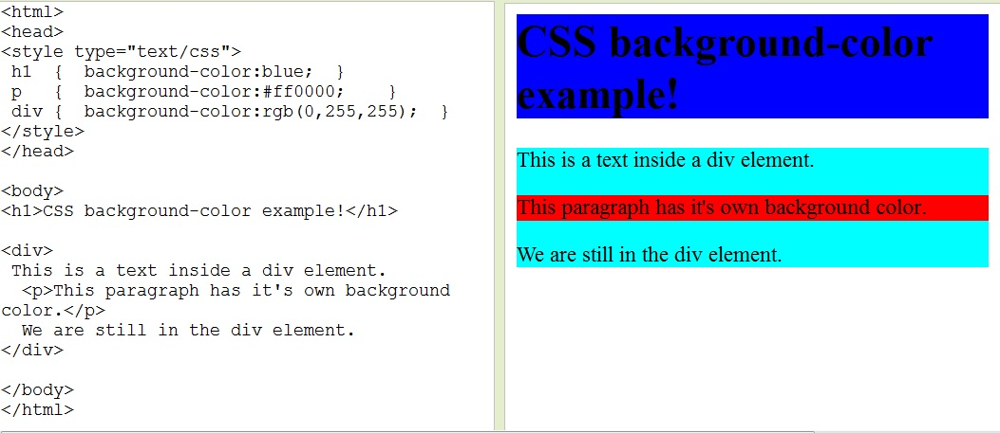 <html>
<head>
<style type="text/css">
 h1  {  background-color:blue;  }
 p   {  background-color:#ff0000;    }
 div {  background-color:rgb(0,255,255);  }
</style>
</head>

<body>
<h1>CSS background-color example!</h1>

<div>
 This is a text inside a div element.
  <p>This paragraph has it's own background
color.</p>
  We are still in the div element.
</div>

</body>
</html>
CSS background-color
example!
This is a text inside a div element.
This paragraph has it's own background color.
We are still in the div element.